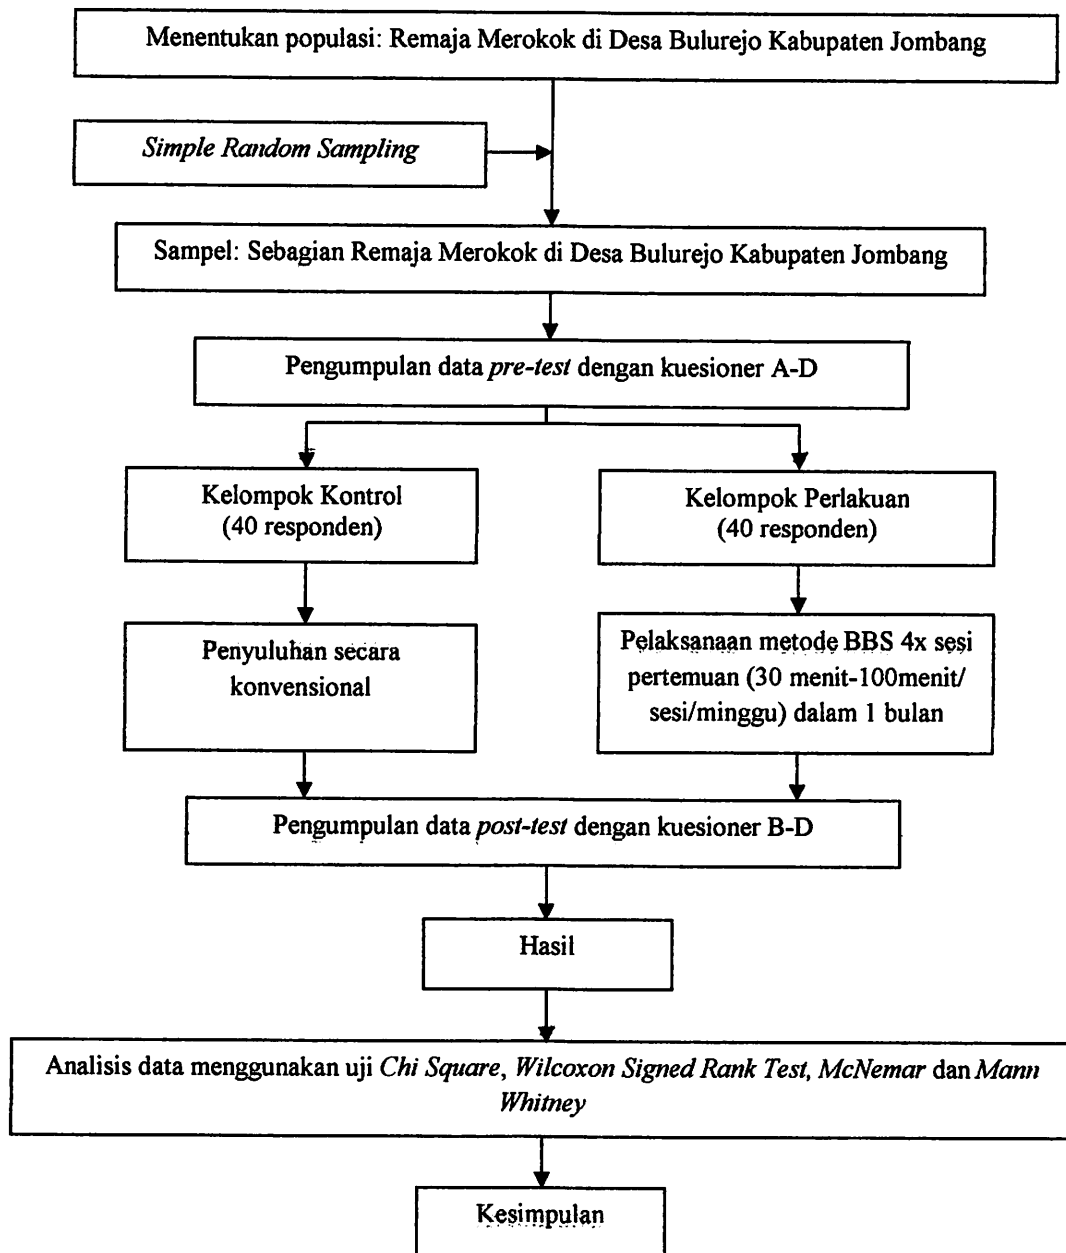 Menentukan populasi: Remaja Merokok di Desa Bulurejo Kabupaten Jombang
Simple Random Sampling
Sampel: Sebagian Remaja Merokok di Desa Bulurejo Kabupaten Jombang
Pengumpulan data pre-test dengan kuesioner A-D
Kelompok Kontrol
(40 responden)
Kelompok Perlakuan
(40 responden)
Penyuluhan secara
konvensional
Pelaksanaan metode BBS 4x sesi
pertemuan (30 menit-100menit/
sesi/minggu) dalam 1 bulan
Pengumpulan data post-test dengan kuesioner B-D
Hasil
Analisis data menggunakan uji Chi Square, Wilcoxon Signed Rank Test, McNemar dan Mann
Whitney
Kesimpulan